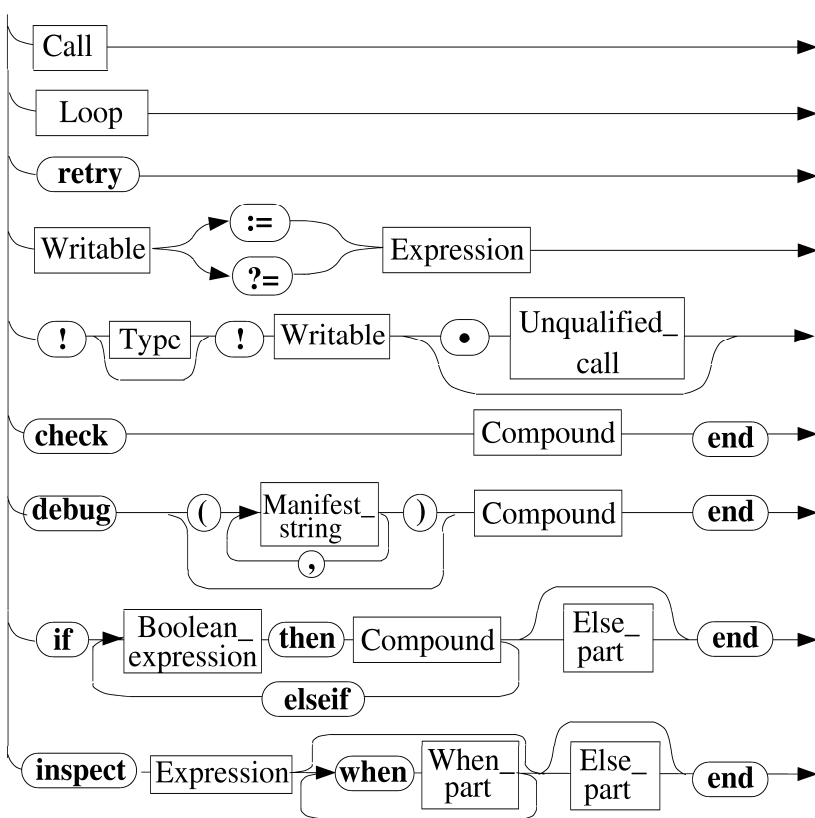 Call
Loop
retry
:=
Writable Expression
?=
! Type ! Writable • Unqualified_
call
check Compound end
debug ( Manifest_ ) Compound end
string
,
if Boolean_ then Compound Else_ end
expression part
elseif
inspect Expression when When_ Else_ end
part part